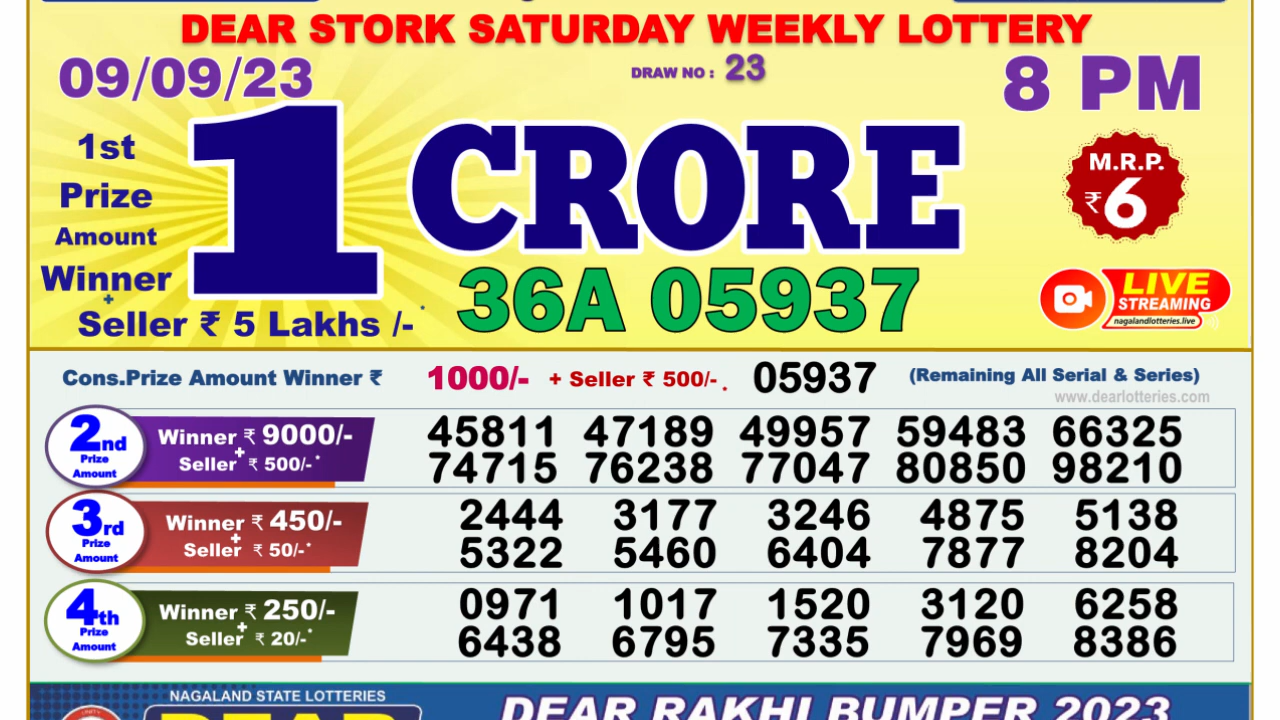 DEAR STORK SATURDAY WEEKLY LOTTERY
09/09/23
DRAW NO : 23
8 PM
1st
Prize
Amount
Winner
+
Seller ₹ 5 Lakhs /-
1 CRORE
36A 05937
M.R.P.
₹6
LIVE
STREAMING
nagalandlotteries.live
Cons.Prize Amount Winner ₹ 1000/- + Seller ₹ 500/-. 05937 (Remaining All Serial & Series)
www.dearlotteries.com
2nd
Prize
Amount
Winner ₹ 9000/-
+
Seller ₹ 500/-*
45811 47189 49957 59483 66325
74715 76238 77047 80850 98210
3rd
Prize
Amount
Winner ₹ 450/-
+
Seller ₹ 50/-*
2444 3177 3246 4875 5138
5322 5460 6404 7877 8204
4th
Prize
Amount
Winner ₹ 250/-
+
Seller ₹ 20/-*
0971 1017 1520 3120 6258
6438 6795 7335 7969 8386
NAGALAND STATE LOTTERIES
DEAR
DEAR RAKHI BUMPER 2023